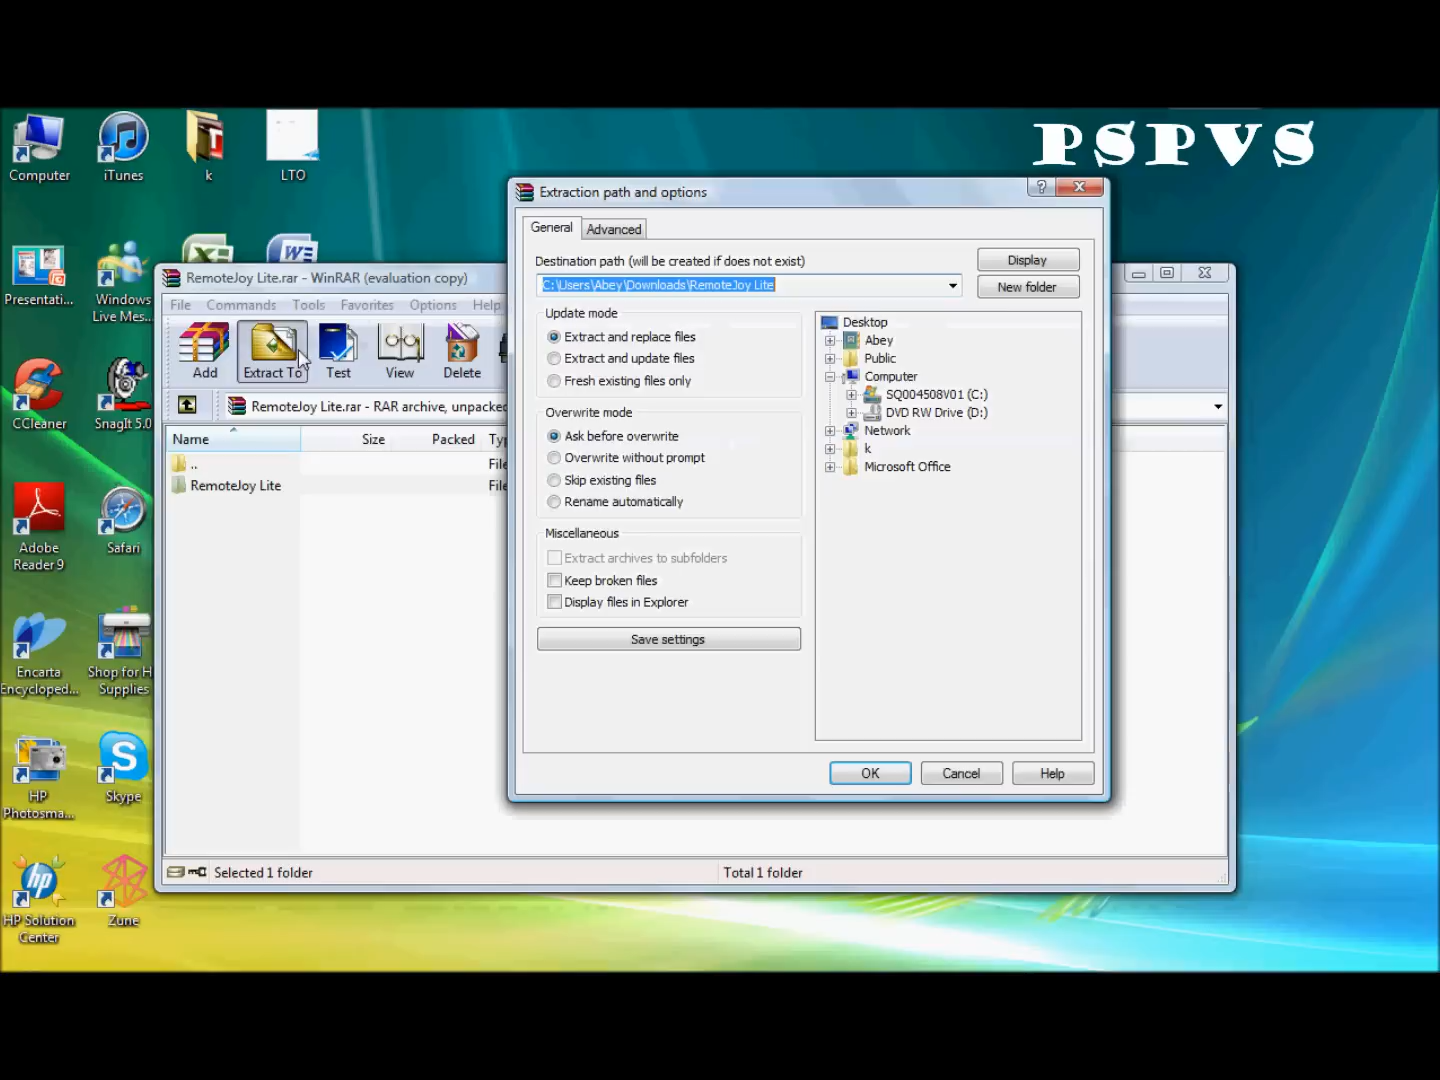 PSPVS
Computer
iTunes
k
LTO
Presentati...
Windows
Live Mes...
CCleaner
SnagIt 5.0
Adobe
Reader 9
Safari
Encarta
Encycloped...
Shop for H
Supplies
HP
Photosma...
Skype
HP Solution
Center
Zune
RemoteJoy Lite.rar - WinRAR (evaluation copy)
File Commands Tools Favorites Options Help
Add Extract To Test View Delete
RemoteJoy Lite.rar - RAR archive, unpacked
Name Size Packed Ty
.. File
RemoteJoy Lite File
Selected 1 folder Total 1 folder
Extraction path and options
General Advanced
Destination path (will be created if does not exist)
C:\Users\Abey\Downloads\RemoteJoy Lite
Display
New folder
Update mode
Extract and replace files
Extract and update files
Fresh existing files only
Overwrite mode
Ask before overwrite
Overwrite without prompt
Skip existing files
Rename automatically
Miscellaneous
Extract archives to subfolders
Keep broken files
Display files in Explorer
Save settings
Desktop
Abey
Public
Computer
SQ004508V01 (C:)
DVD RW Drive (D:)
Network
k
Microsoft Office
OK Cancel Help